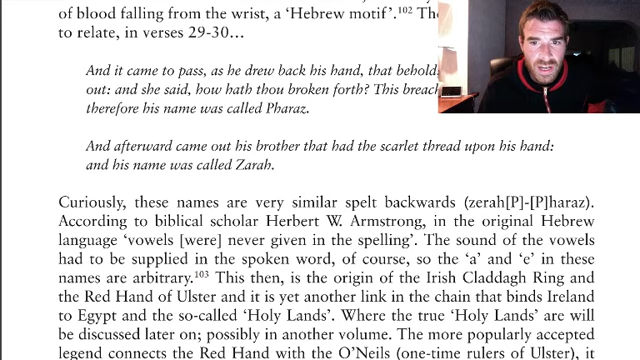 of blood falling from the wrist, a ‘Hebrew motif’.102
to relate, in verses 29-30…
And it came to pass, as he drew back his hand, that behold
out: and she said, how hath thou broken forth? This breach
therefore his name was called Pharaz.
And afterward came out his brother that had the scarlet thread upon his hand:
and his name was called Zarah.
Curiously, these names are very similar spelt backwards (zerah[P]-[P]haraz).
According to biblical scholar Herbert W. Armstrong, in the original Hebrew
language ‘vowels [were] never given in the spelling’. The sound of the vowels
had to be supplied in the spoken word, of course, so the ‘a’ and ‘e’ in these
names are arbitrary.103 This then, is the origin of the Irish Claddagh Ring and
the Red Hand of Ulster and it is yet another link in the chain that binds Ireland
to Egypt and the so-called ‘Holy Lands’. Where the true ‘Holy Lands’ are will
be discussed later on; possibly in another volume. The more popularly accepted
legend connects the Red Hand with the O’Neils (one-time rulers of Ulster), it